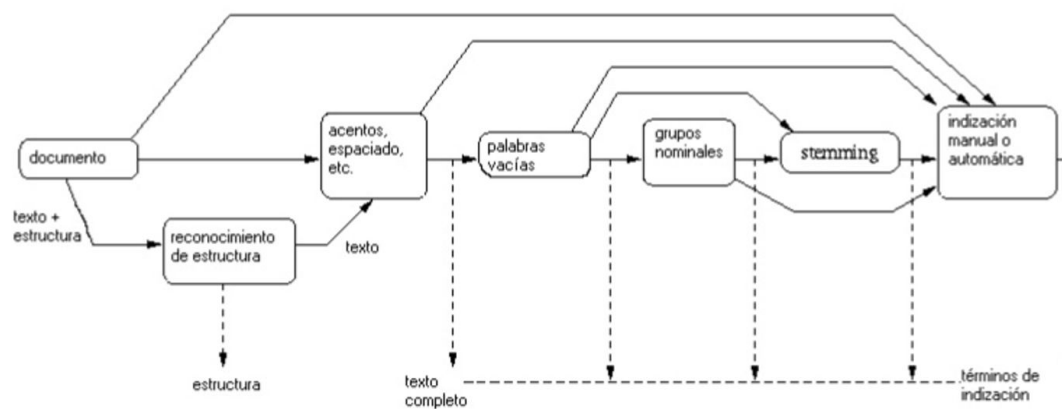 documento
acentos,
espaciado,
etc.
palabras
vacías
grupos
nominales
stemming
indización
manual o
automática
texto +
estructura
reconocimiento
de estructura
texto
estructura
texto
completo
términos de
indización